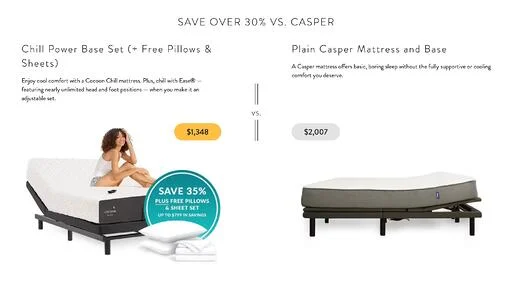 SAVE OVER 30% VS. CASPER
Chill Power Base Set (+ Free Pillows &
Sheets)
Enjoy cool comfort with a Cocoon Chill mattress. Plus, chill with Ease® —
featuring nearly unlimited head and foot positions — when you make it an
adjustable set.
$1,348
SAVE 35%
PLUS FREE PILLOWS
& SHEET SET
UP TO $799 IN SAVINGS
VS.
Plain Casper Mattress and Base
A Casper mattress offers basic, boring sleep without the fully supportive or cooling
comfort you deserve.
$2,007